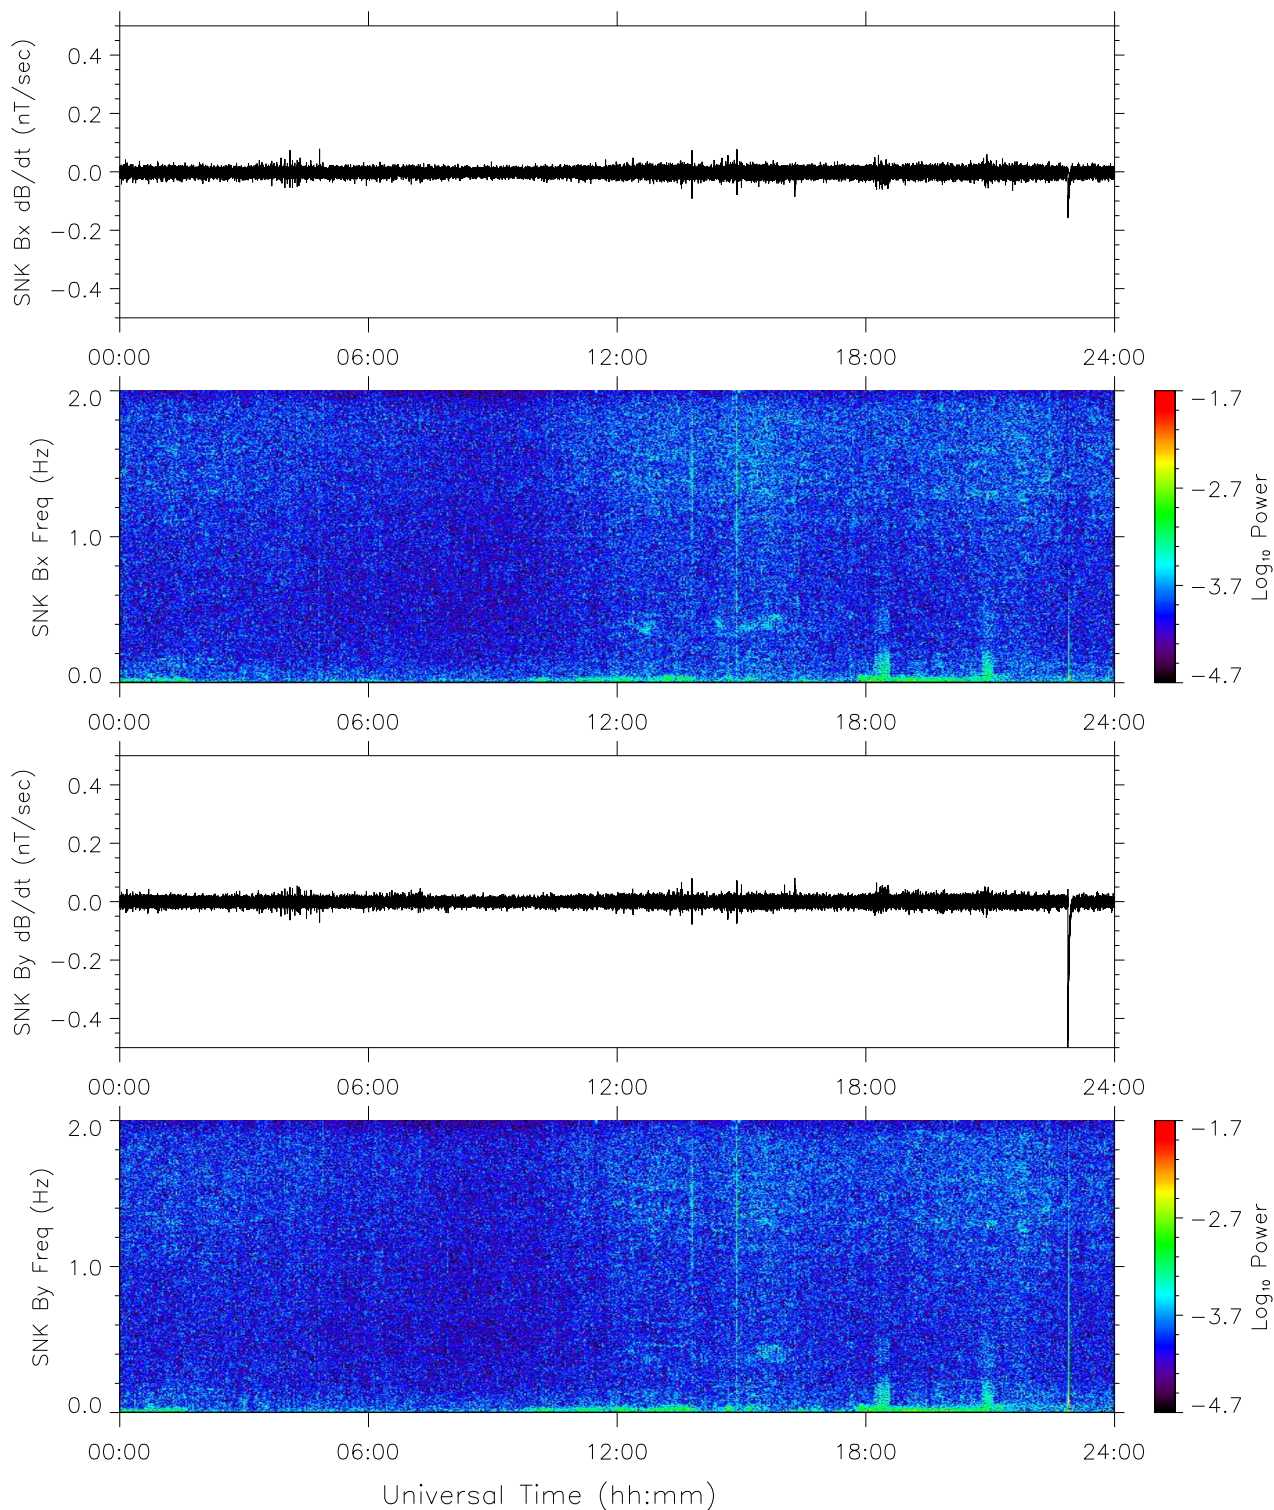 SNK Bx dB/dt (nT/sec)
0.4
0.2
0.0
−0.2
−0.4
00:00 06:00 12:00 18:00 24:00
SNK Bx Freq (Hz)
2.0
1.0
0.0
−1.7
−2.7
−3.7
−4.7
Log₁₀ Power
00:00 06:00 12:00 18:00 24:00
SNK By dB/dt (nT/sec)
0.4
0.2
0.0
−0.2
−0.4
00:00 06:00 12:00 18:00 24:00
SNK By Freq (Hz)
2.0
1.0
0.0
−1.7
−2.7
−3.7
−4.7
Log₁₀ Power
00:00 06:00 12:00 18:00 24:00
Universal Time (hh:mm)